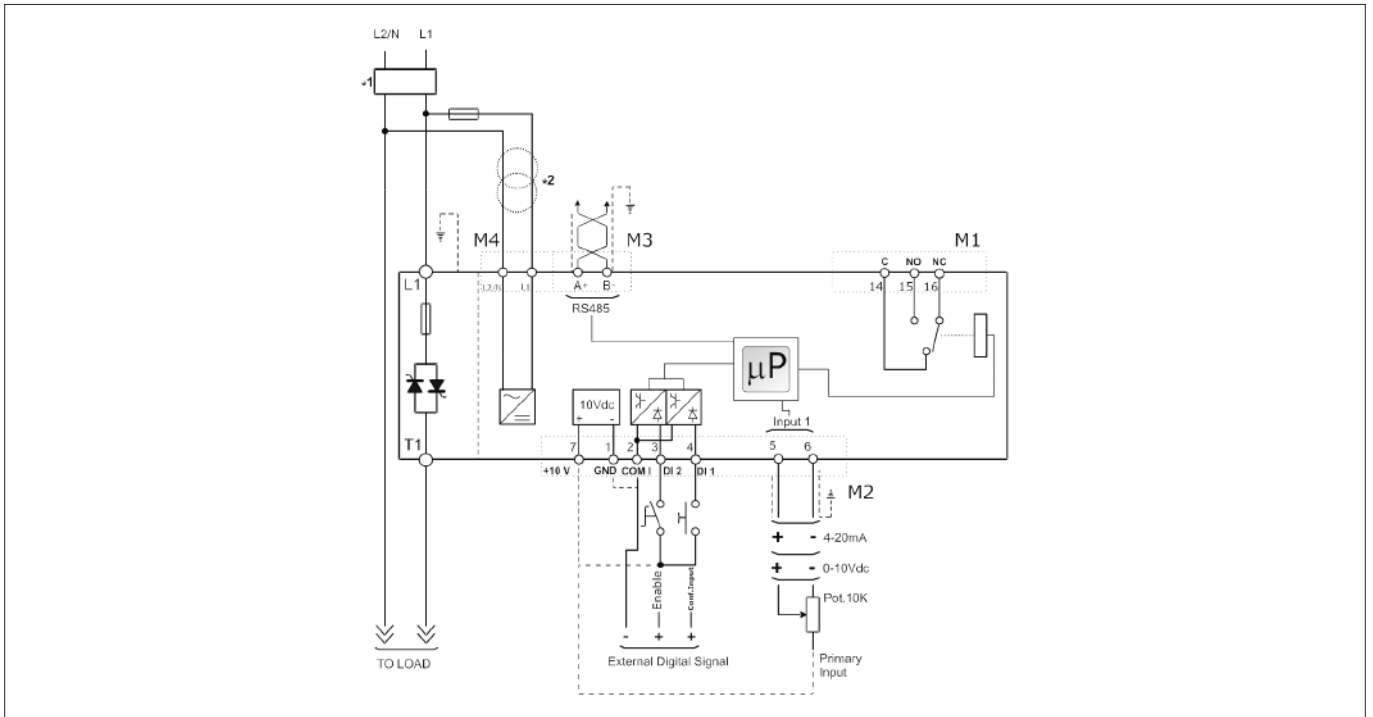 L2/N L1
*1
*2
M4 M3 M1
C NO NC
L1 L2/N L1 A+ B- 14 15 16
RS485
µP
10Vdc
+ -
Input 1
T1
7 1 2 3 4 5 6
+10 V GND COM I DI 2 DI 1
M2
+ - 4-20mA
+ - 0-10Vdc
Pot.10K
Enable
Conf.Input
- + +
TO LOAD
External Digital Signal
Primary
Input